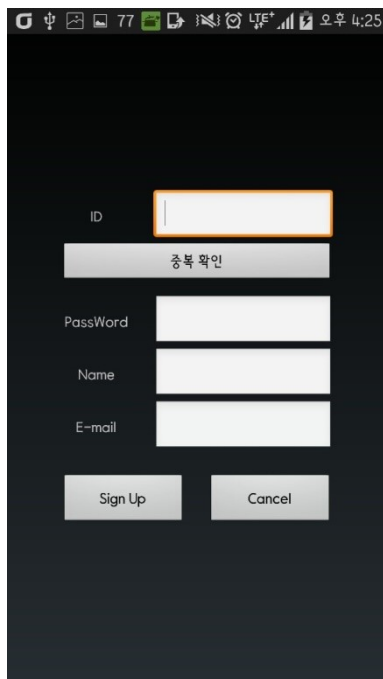 77 LTE+ 오후 4:25
ID
중복 확인
PassWord
Name
E-mail
Sign Up Cancel